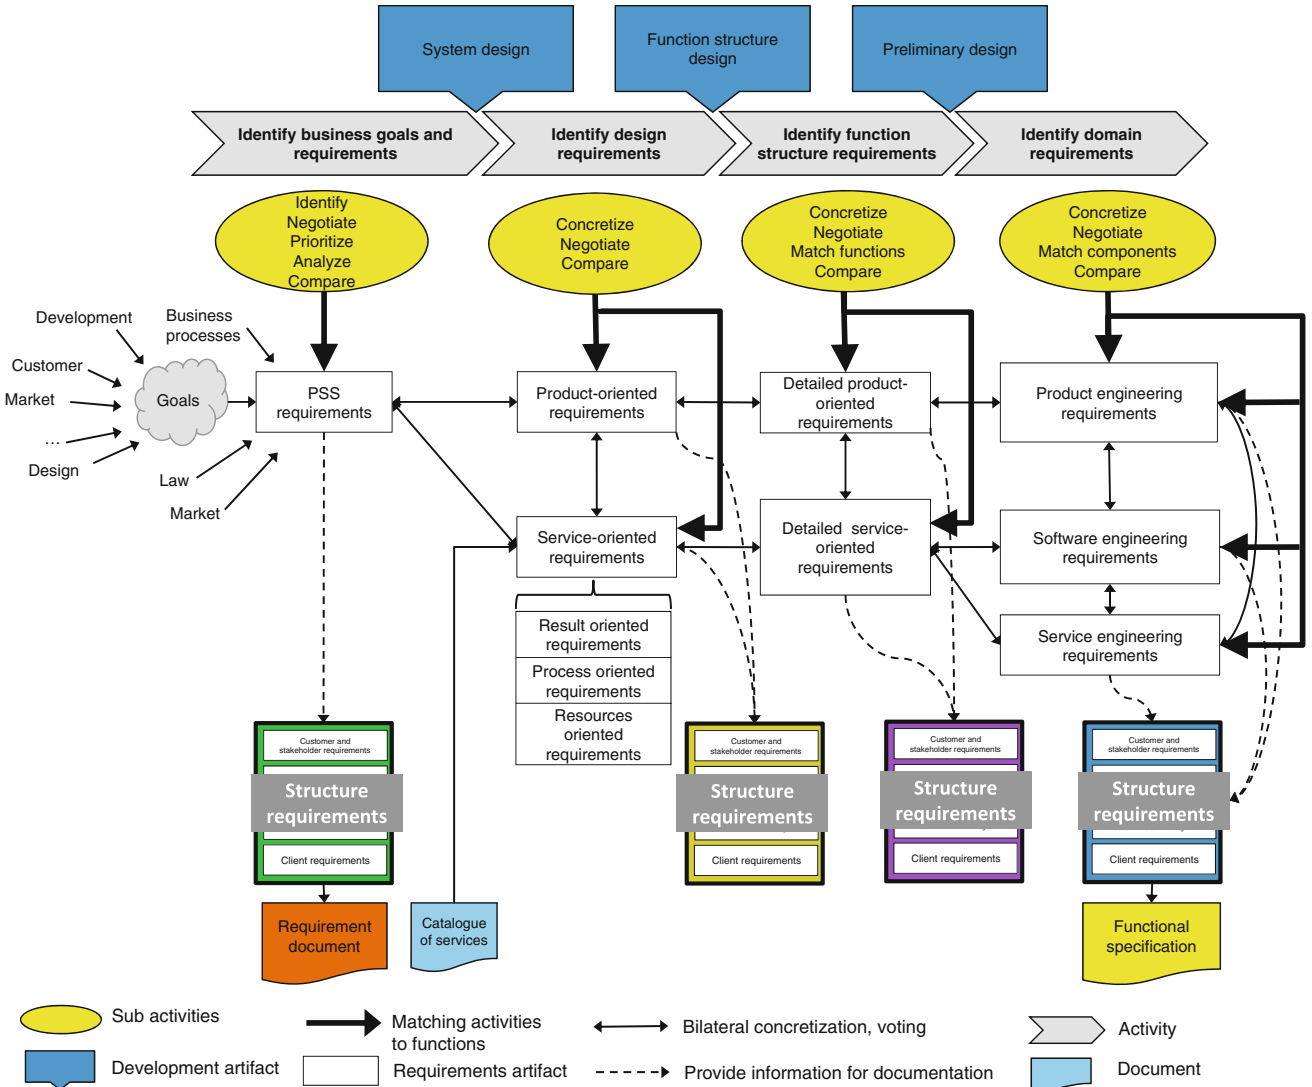 System design
Function structure
design
Preliminary design
Identify business goals and
requirements
Identify design
requirements
Identify function
structure requirements
Identify domain
requirements
Identify
Negotiate
Prioritize
Analyze
Compare
Concretize
Negotiate
Compare
Concretize
Negotiate
Match functions
Compare
Concretize
Negotiate
Match components
Compare
Development
Business
processes
Customer
Market
...
Design
Goals
Law
Market
PSS
requirements
Product-oriented
requirements
Detailed product-
oriented
requirements
Product engineering
requirements
Service-oriented
requirements
Detailed service-
oriented
requirements
Software engineering
requirements
Service engineering
requirements
Result oriented
requirements
Process oriented
requirements
Resources
oriented
requirements
Customer and
stakeholder requirements
Structure
requirements
Client requirements
Customer and
stakeholder requirements
Structure
requirements
Client requirements
Customer and
stakeholder requirements
Structure
requirements
Client requirements
Customer and
stakeholder requirements
Structure
requirements
Client requirements
Requirement
document
Catalogue
of services
Functional
specification
Sub activities
Matching activities
to functions
Bilateral concretization, voting
Activity
Development artifact
Requirements artifact
Provide information for documentation
Document